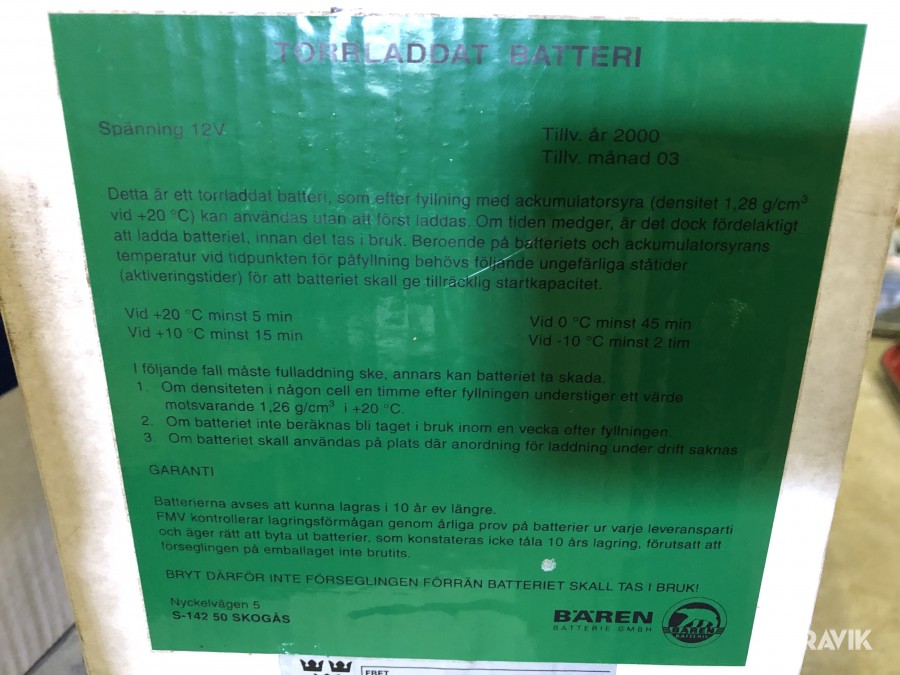 TORRLADDAT BATTERI
Spänning 12V
Tillv. år 2000
Tillv. månad 03
Detta är ett torrladdat batteri, som efter fyllning med ackumulatorsyra (densitet 1,28 g/cm³
vid +20 °C) kan användas utan att först laddas. Om tiden medger, är det dock fördelaktigt
att ladda batteriet, innan det tas i bruk. Beroende på batteriets och ackumulatorsyrans
temperatur vid tidpunkten för påfyllning behövs följande ungefärliga ståtider
(aktiveringstider) för att batteriet skall ge tillräcklig startkapacitet.
Vid +20 °C minst 5 min
Vid +10 °C minst 15 min
Vid 0 °C minst 45 min
Vid -10 °C minst 2 tim
I följande fall måste fulladdning ske, annars kan batteriet ta skada.
1. Om densiteten i någon cell en timme efter fyllningen understiger ett värde
motsvarande 1,26 g/cm³ i +20 °C.
2. Om batteriet inte beräknas bli taget i bruk inom en vecka efter fyllningen.
3. Om batteriet skall användas på plats där anordning för laddning under drift saknas
GARANTI
Batterierna avses att kunna lagras i 10 år ev längre.
FMV kontrollerar lagringsförmågan genom årliga prov på batterier ur varje leveransparti
och äger rätt att byta ut batterier, som konstateras icke tåla 10 års lagring, förutsatt att
förseglingen på emballaget inte brutits.
BRYT DÄRFÖR INTE FÖRSEGLINGEN FÖRRÄN BATTERIET SKALL TAS I BRUK!
Nyckelvägen 5
S-142 50 SKOGÅS
BÄREN
BATTERIE GMBH
BÄREN
BATTERIE
FRET
RAVIK